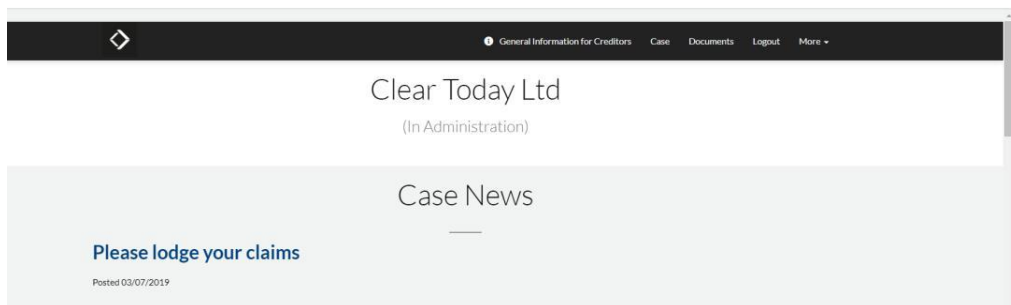 General Information for Creditors Case Documents Logout More
Clear Today Ltd
(In Administration)
Case News
Please lodge your claims
Posted 03/07/2019